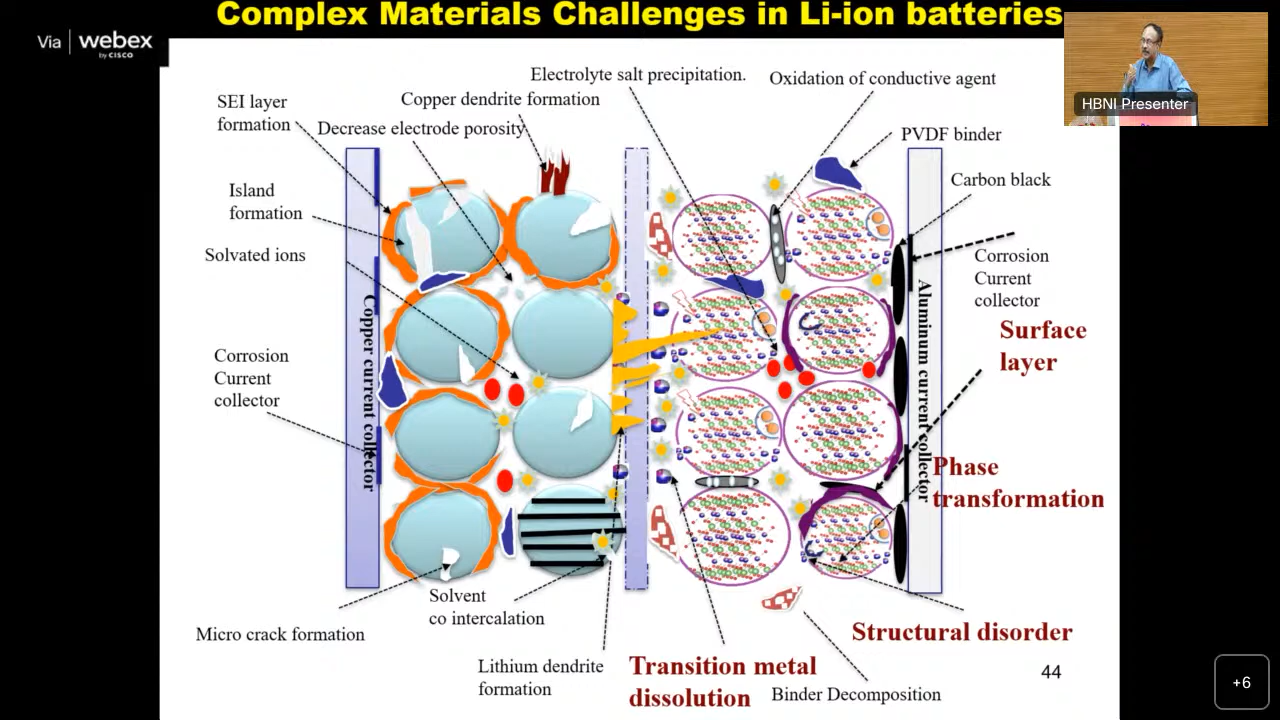 Complex Materials Challenges in Li-ion batteries
Via | webex
by CISCO
HBNI Presenter
Electrolyte salt precipitation.
Oxidation of conductive agent
SEI layer
formation
Copper dendrite formation
Decrease electrode porosity
PVDF binder
Carbon black
Island
formation
Solvated ions
Corrosion
Current
collector
Copper current collector
Aluminum current collector
Surface
layer
Corrosion
Current
collector
Phase
transformation
Solvent
co intercalation
Micro crack formation
Structural disorder
Lithium dendrite
formation
Transition metal
dissolution
Binder Decomposition
44
+6